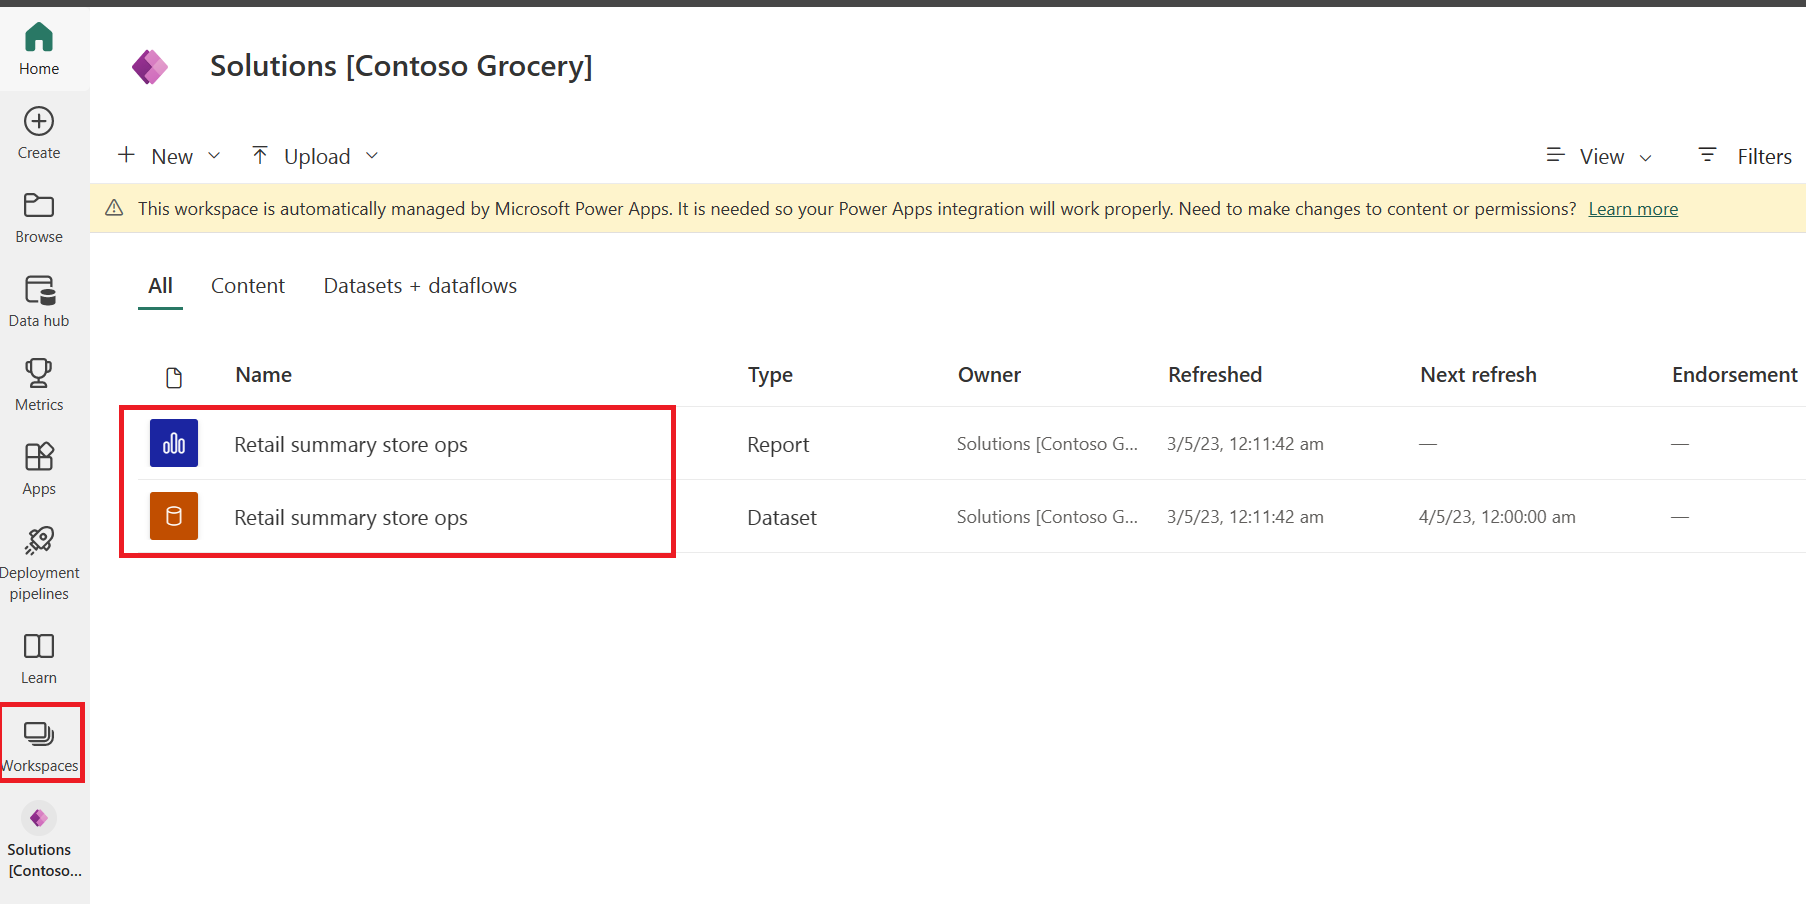 Home
Create
Browse
Data hub
Metrics
Apps
Deployment
pipelines
Learn
Workspaces
Solutions
[Contoso...
Solutions [Contoso Grocery]
New
Upload
View
Filters
This workspace is automatically managed by Microsoft Power Apps. It is needed so your Power Apps integration will work properly. Need to make changes to content or permissions? Learn more
All Content Datasets + dataflows
Name Type Owner Refreshed Next refresh Endorsement
Retail summary store ops Report Solutions [Contoso G... 3/5/23, 12:11:42 am — —
Retail summary store ops Dataset Solutions [Contoso G... 3/5/23, 12:11:42 am 4/5/23, 12:00:00 am —